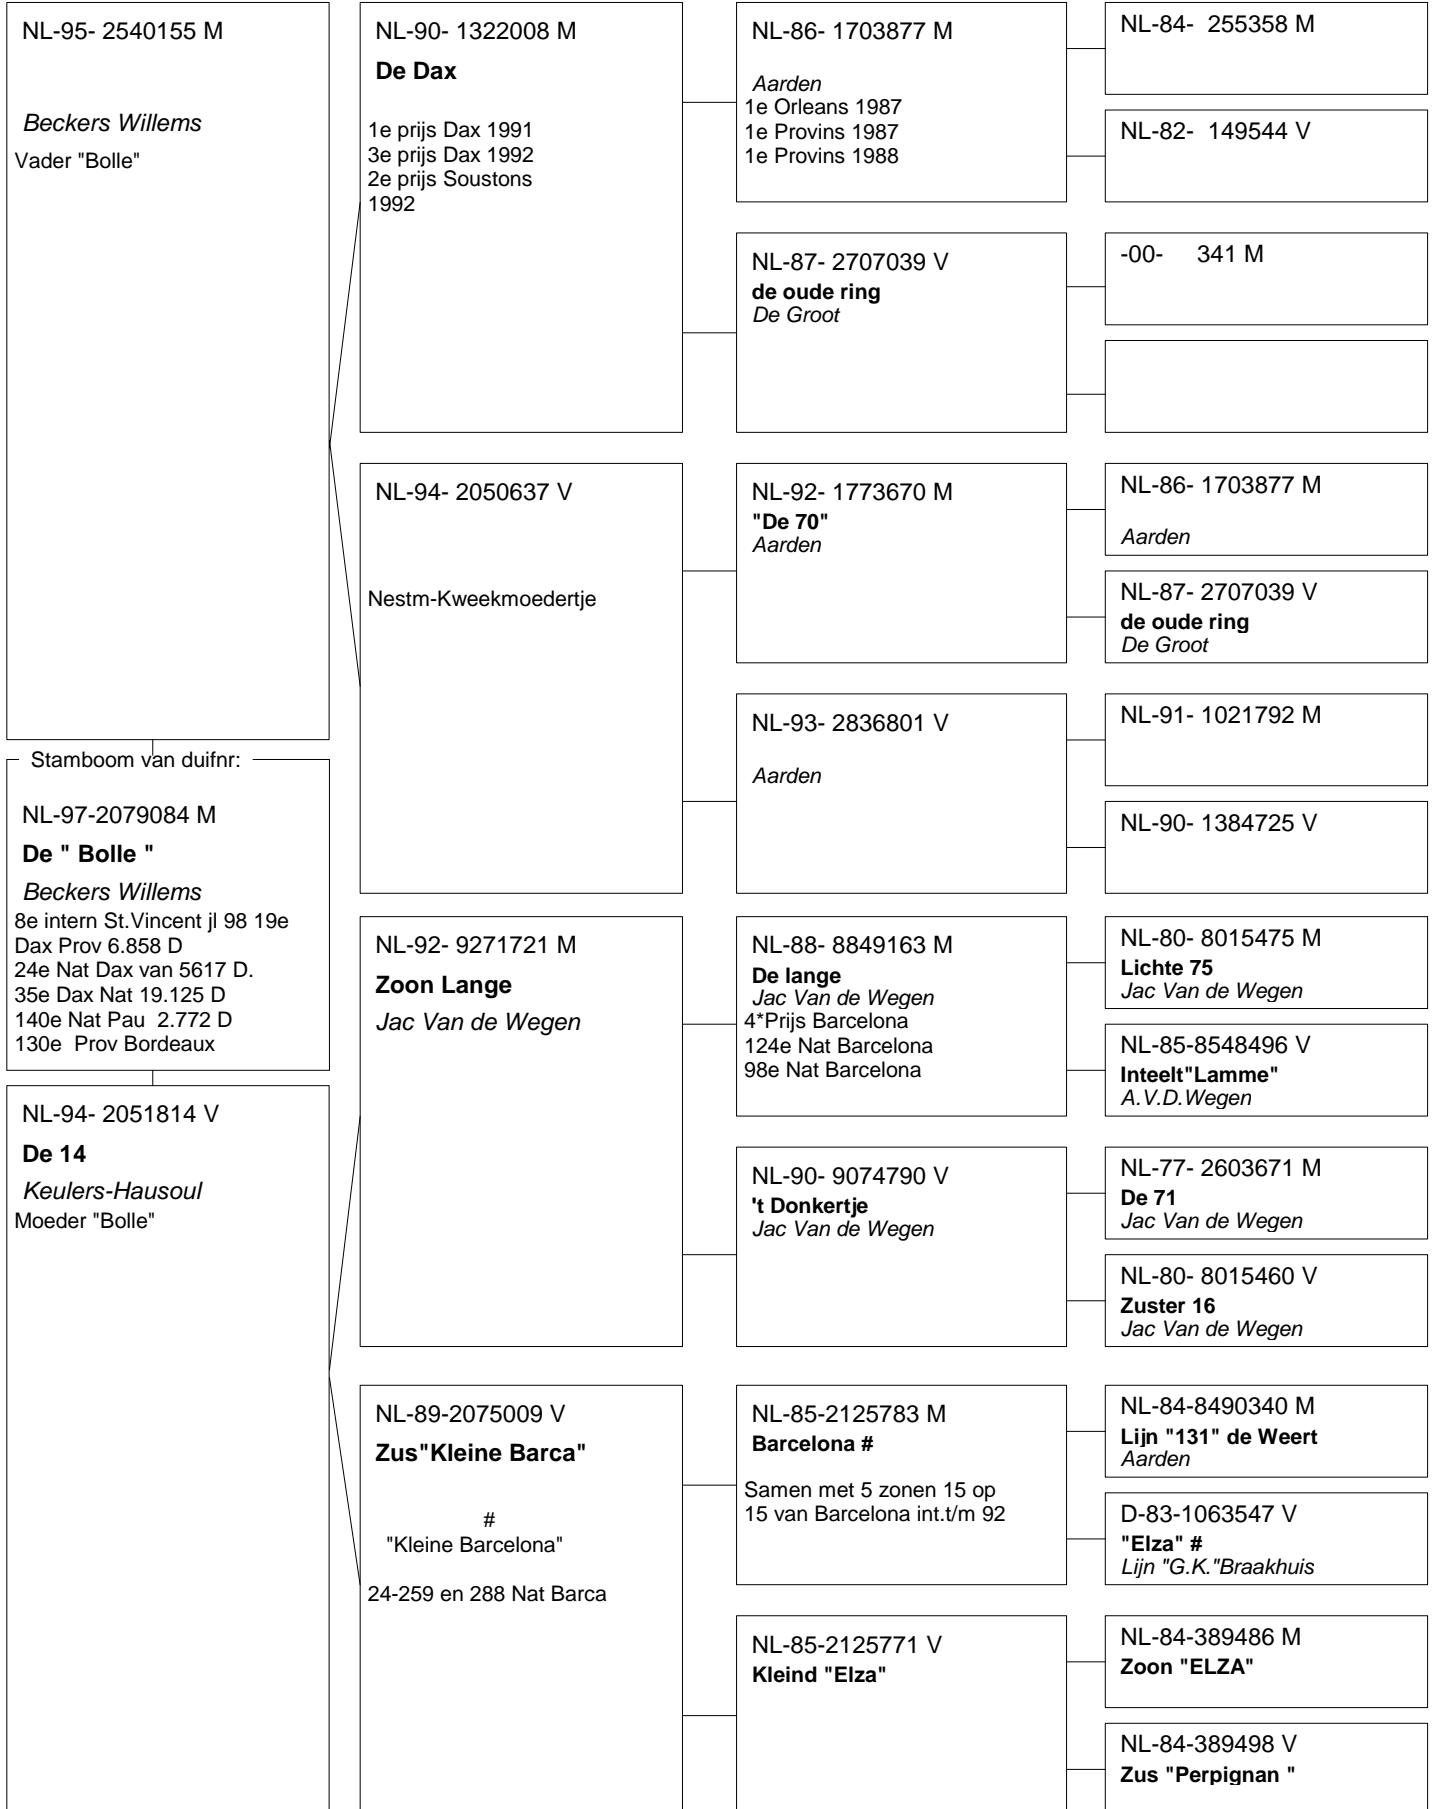 NL-95- 2540155 M
Beckers Willems
Vader "Bolle"
Stamboom van duifnr:
NL-97-2079084 M
De " Bolle "
Beckers Willems
8e intern St.Vincent jl 98 19e
Dax Prov 6.858 D
24e Nat Dax van 5617 D.
35e Dax Nat 19.125 D
140e Nat Pau  2.772 D
130e  Prov Bordeaux
NL-94- 2051814 V
De 14
Keulers-Hausoul
Moeder "Bolle"
NL-90- 1322008 M
De Dax
1e prijs Dax 1991
3e prijs Dax 1992
2e prijs Soustons
1992
NL-94- 2050637 V
Nestm-Kweekmoedertje
NL-92- 9271721 M
Zoon Lange
Jac Van de Wegen
NL-89-2075009 V
Zus"Kleine Barca"
#
"Kleine Barcelona"
24-259 en 288 Nat Barca
NL-86- 1703877 M
Aarden
1e Orleans 1987
1e Provins 1987
1e Provins 1988
NL-87- 2707039 V
de oude ring
De Groot
NL-92- 1773670 M
"De 70"
Aarden
NL-93- 2836801 V
Aarden
NL-88- 8849163 M
De lange
Jac Van de Wegen
4*Prijs Barcelona
124e Nat Barcelona
98e Nat Barcelona
NL-90- 9074790 V
't Donkertje
Jac Van de Wegen
NL-85-2125783 M
Barcelona #
Samen met 5 zonen 15 op
15 van Barcelona int.t/m 92
NL-85-2125771 V
Kleind "Elza"
NL-84-  255358 M
NL-82-  149544 V
-00-     341 M
NL-86- 1703877 M
Aarden
NL-87- 2707039 V
de oude ring
De Groot
NL-91- 1021792 M
NL-90- 1384725 V
NL-80- 8015475 M
Lichte 75
Jac Van de Wegen
NL-85-8548496 V
Inteelt"Lamme"
A.V.D.Wegen
NL-77- 2603671 M
De 71
Jac Van de Wegen
NL-80- 8015460 V
Zuster 16
Jac Van de Wegen
NL-84-8490340 M
Lijn "131" de Weert
Aarden
D-83-1063547 V
"Elza" #
Lijn "G.K."Braakhuis
NL-84-389486 M
Zoon "ELZA"
NL-84-389498 V
Zus "Perpignan "